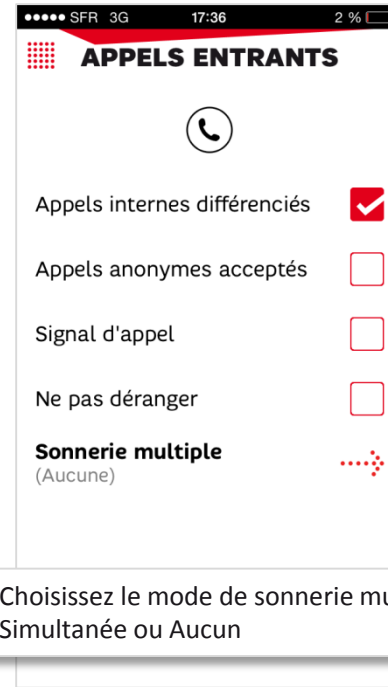 SFR 3G 17:36 2 %
APPELS ENTRANTS
Appels internes différenciés
Appels anonymes acceptés
Signal d'appel
Ne pas déranger
Sonnerie multiple
(Aucune)
Choisissez le mode de sonnerie mu
Simultanée ou Aucun